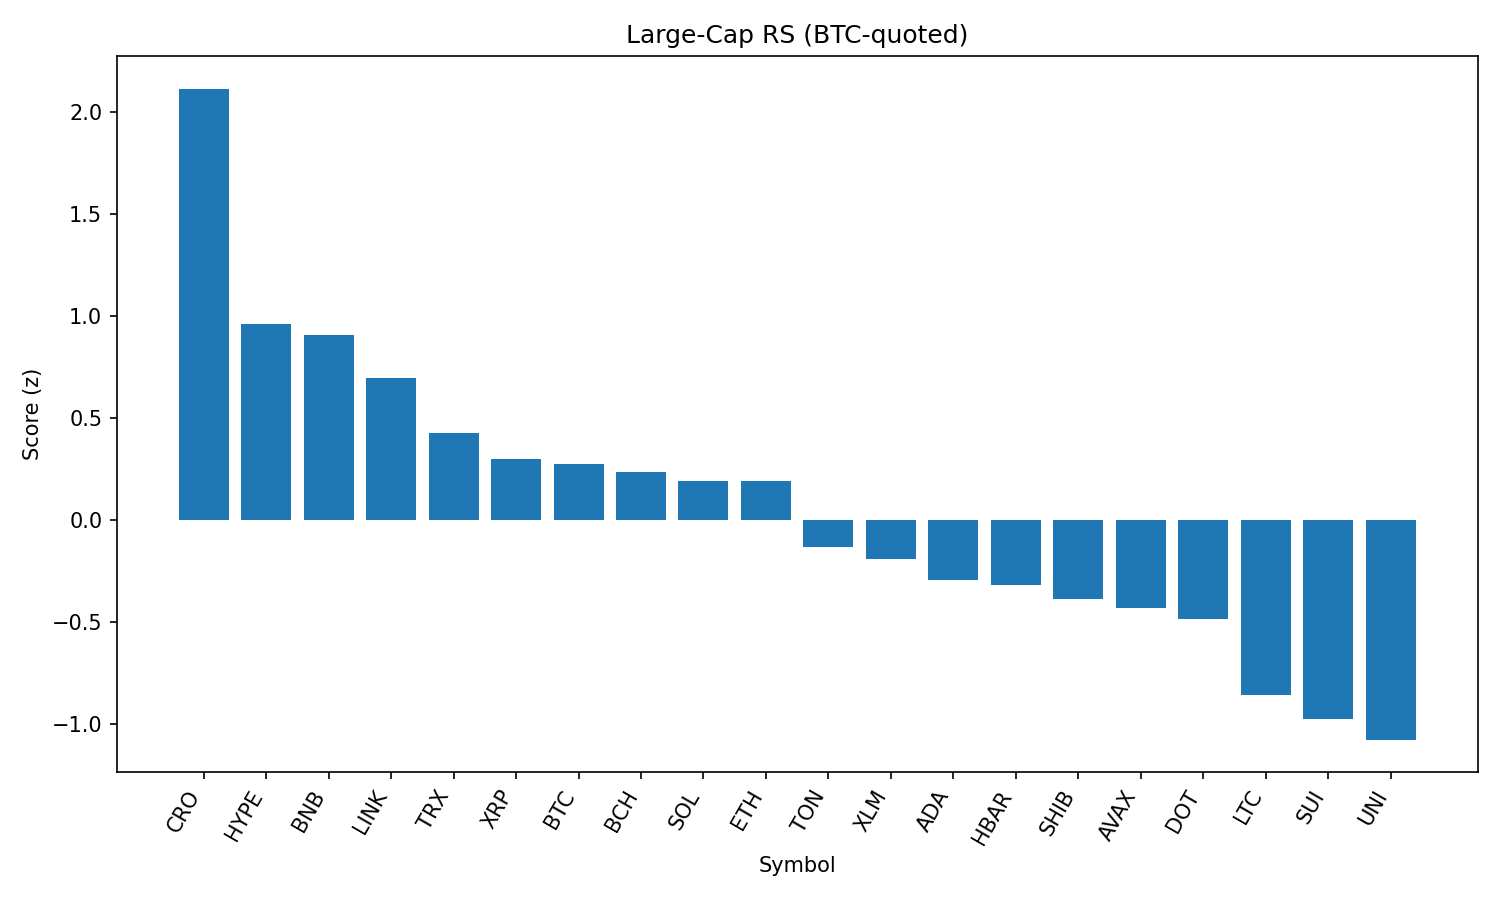 Large-Cap RS (BTC-quoted)
Score (z)
2.0
1.5
1.0
0.5
0.0
−0.5
−1.0
CRO
HYPE
BNB
LINK
TRX
XRP
BTC
BCH
SOL
ETH
TON
XLM
ADA
HBAR
SHIB
AVAX
DOT
LTC
SUI
UNI
Symbol